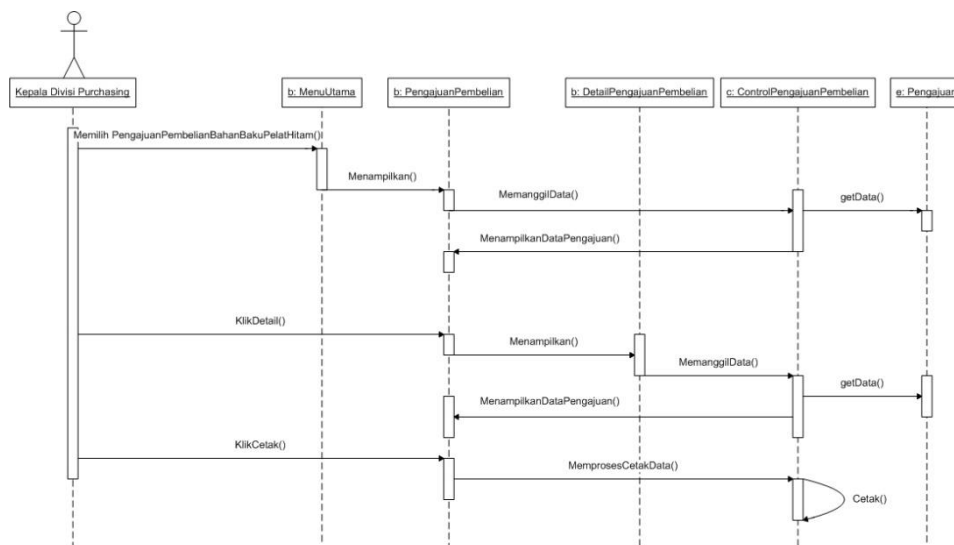 Kepala Divisi Purchasing
b: MenuUtama
b: PengajuanPembelian
b: DetailPengajuanPembelian
c: ControlPengajuanPembelian
e: Pengajuan
Memilih PengajuanPembelianBahanBakuPelatHitam()
Menampilkan()
MemanggilData()
getData()
MenampilkanDataPengajuan()
KlikDetail()
Menampilkan()
MemanggilData()
getData()
MenampilkanDataPengajuan()
KlikCetak()
MemprosesCetakData()
Cetak()